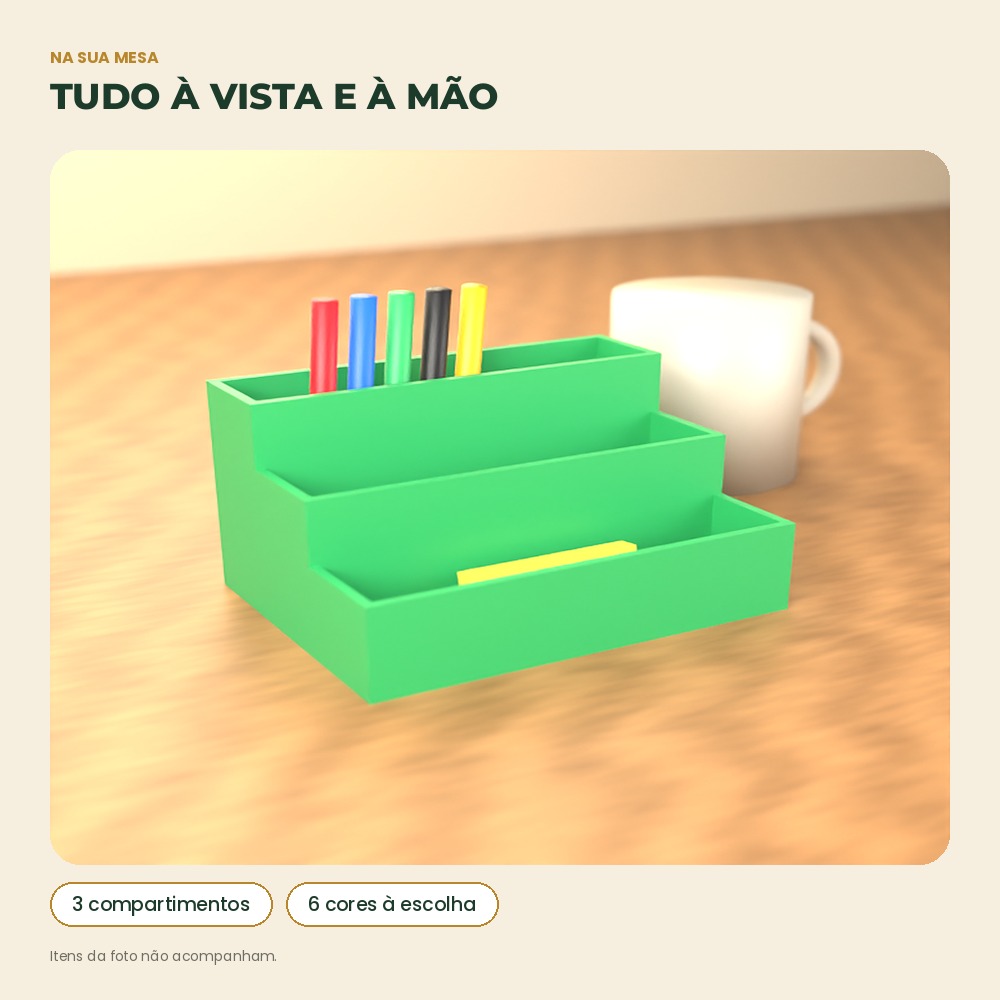 NA SUA MESA
TUDO À VISTA E À MÃO
3 compartimentos
6 cores à escolha
Itens da foto não acompanham.